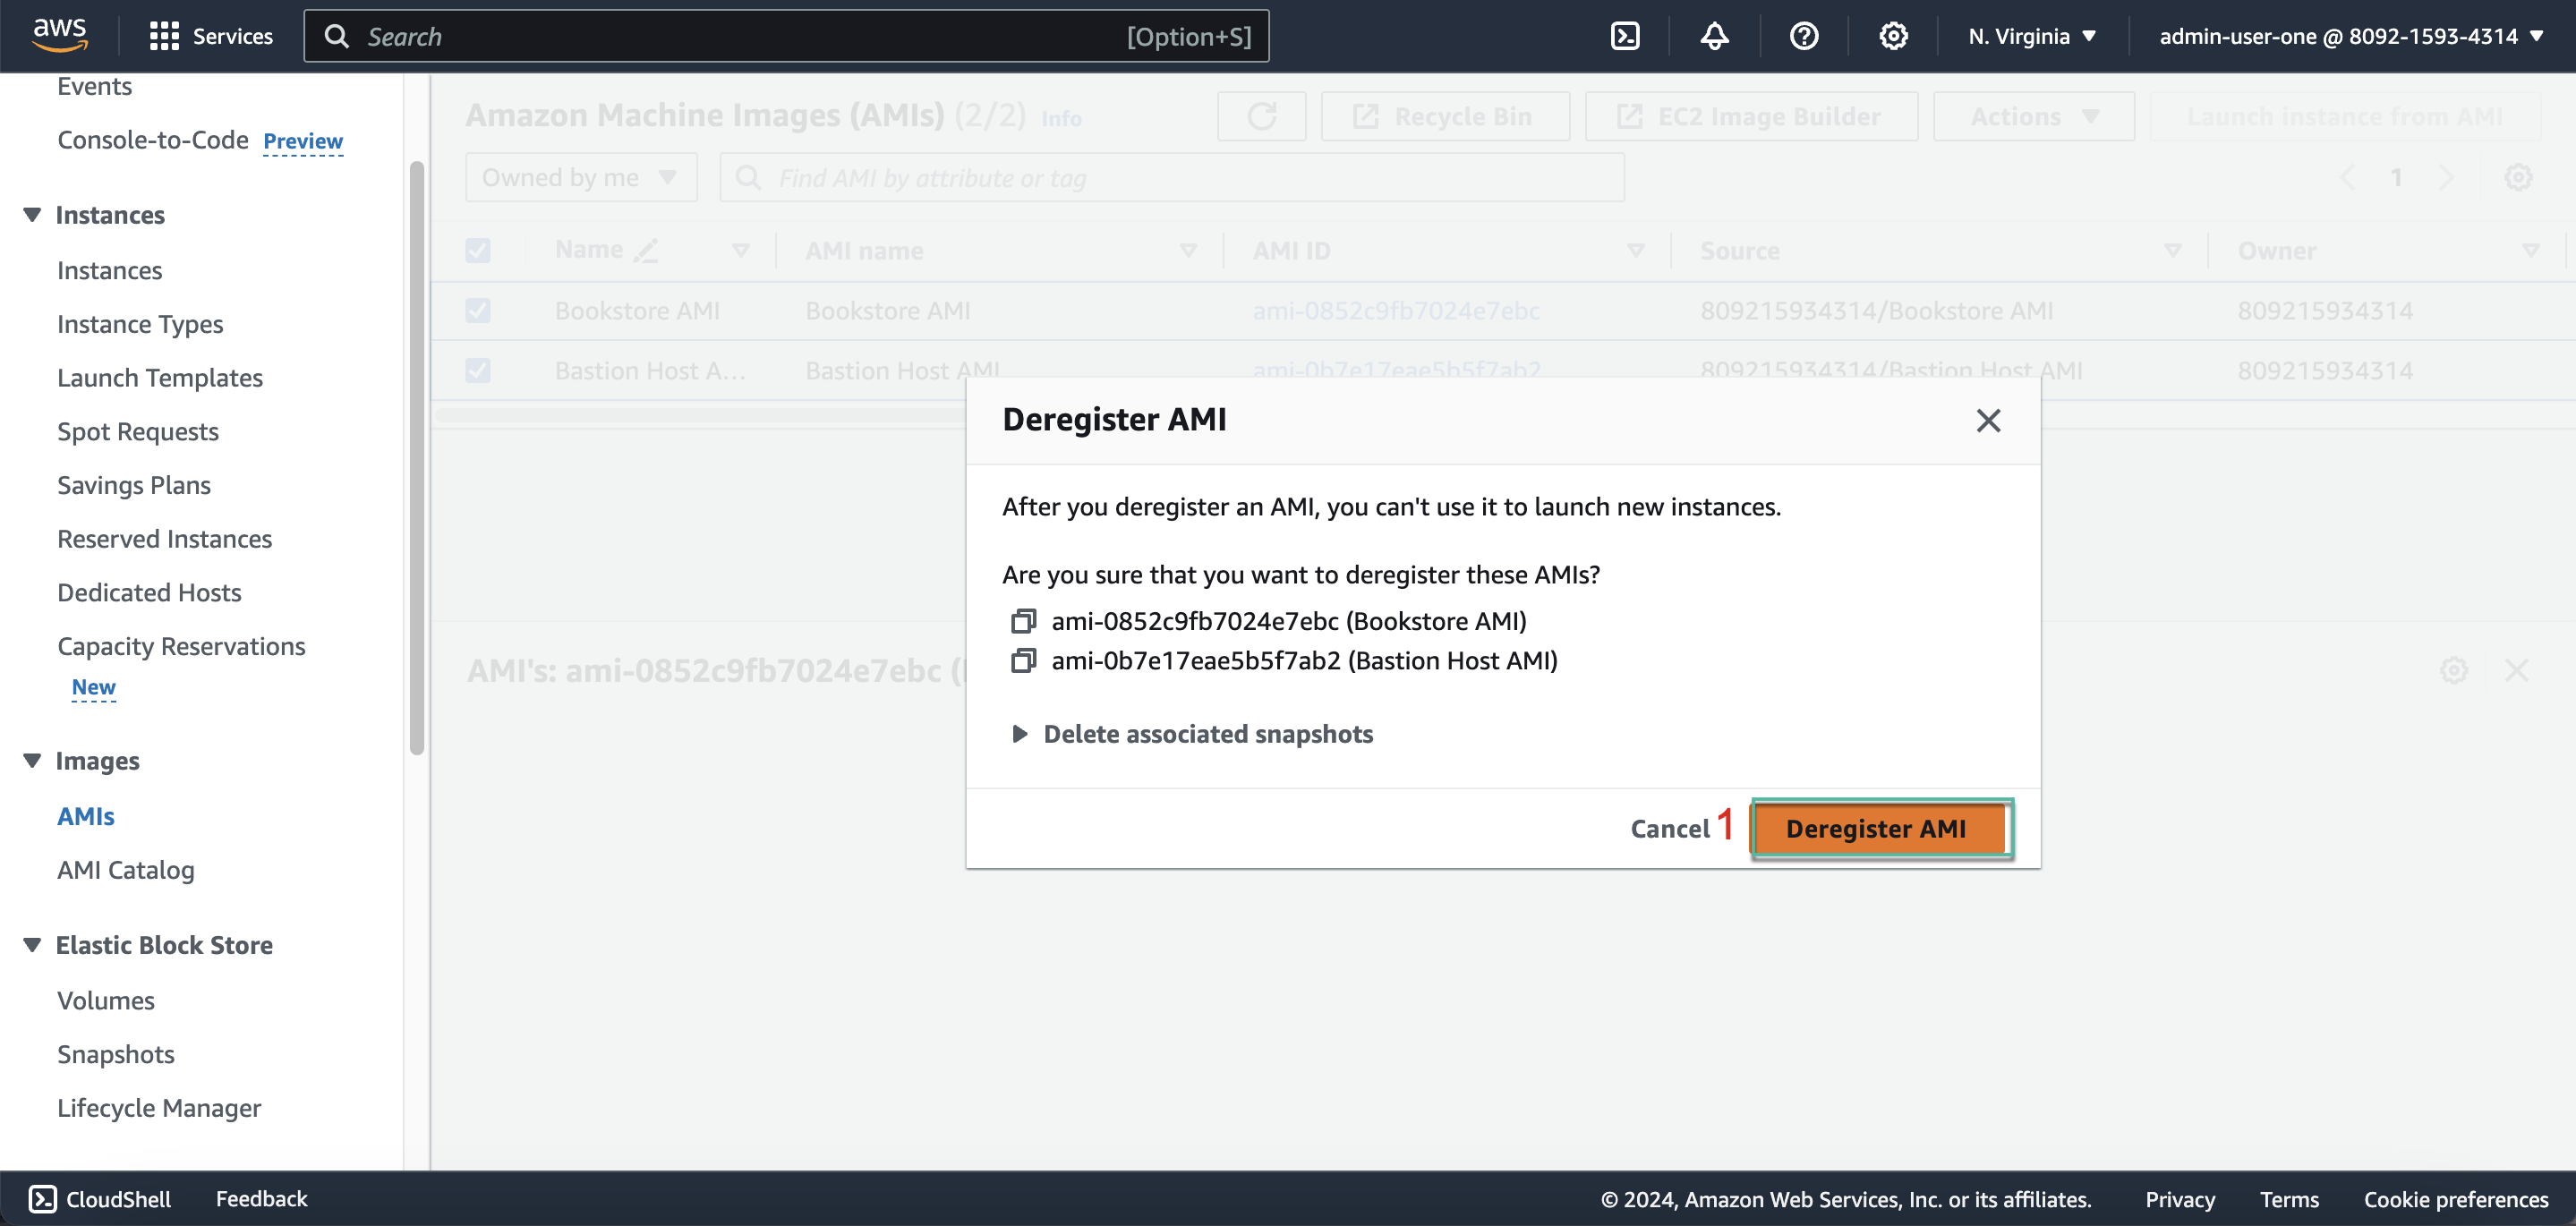 aws
Services
Search
[Option+S]
N. Virginia
admin-user-one @ 8092-1593-4314
Events
Console-to-Code Preview
Instances
Instances
Instance Types
Launch Templates
Spot Requests
Savings Plans
Reserved Instances
Dedicated Hosts
Capacity Reservations
New
Images
AMIs
AMI Catalog
Elastic Block Store
Volumes
Snapshots
Lifecycle Manager
Amazon Machine Images (AMIs) (2/2) Info
Recycle Bin
EC2 Image Builder
Actions
Launch instance from AMI
Owned by me
Find AMI by attribute or tag
1
Name AMI name AMI ID Source Owner
Bookstore AMI Bookstore AMI ami-0852c9fb7024e7ebc 809215934314/Bookstore AMI 809215934314
Bastion Host A... Bastion Host AMI ami-0b7e17eae5b5f7ab2 809215934314/Bastion Host AMI 809215934314
AMI's: ami-0852c9fb7024e7ebc (
Deregister AMI
After you deregister an AMI, you can't use it to launch new instances.
Are you sure that you want to deregister these AMIs?
ami-0852c9fb7024e7ebc (Bookstore AMI)
ami-0b7e17eae5b5f7ab2 (Bastion Host AMI)
Delete associated snapshots
Cancel 1 Deregister AMI
CloudShell
Feedback
© 2024, Amazon Web Services, Inc. or its affiliates.
Privacy
Terms
Cookie preferences